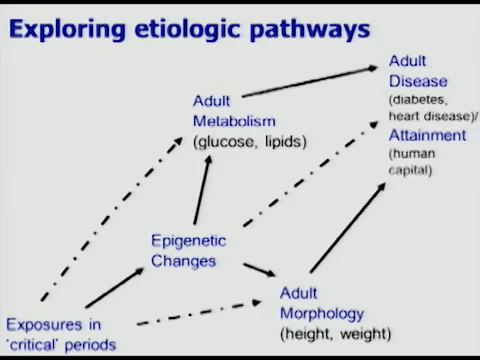 Exploring etiologic pathways
Adult
Disease
(diabetes,
heart disease)/
Attainment
(human
capital)
Adult
Metabolism
(glucose, lipids)
Epigenetic
Changes
Adult
Morphology
(height, weight)
Exposures in
‘critical’ periods